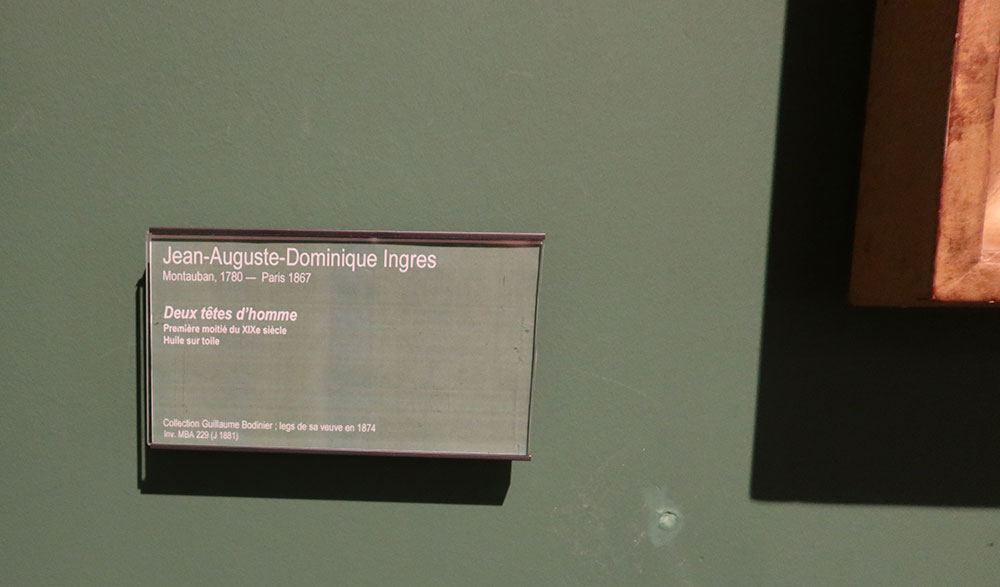 Jean-Auguste-Dominique Ingres
Montauban, 1780 — Paris 1867
Deux têtes d'homme
Première moitié du XIXe siècle
Huile sur toile
Collection Guillaume Bodinier ; legs de sa veuve en 1874
Inv. MBA 229 (J 1881)